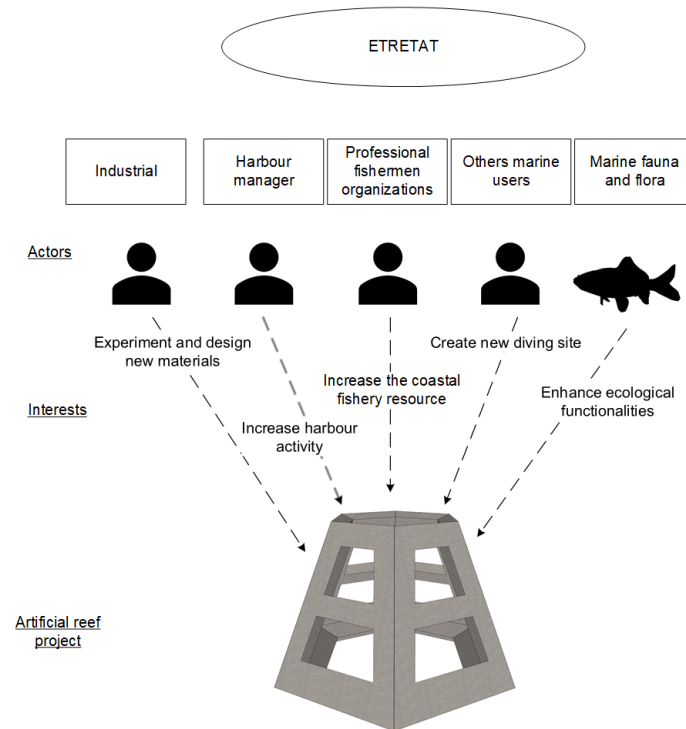 ETRETAT
Industrial
Harbour
manager
Professional
fishermen
organizations
Others marine
users
Marine fauna
and flora
Actors
Experiment and design
new materials
Create new diving site
Increase the coastal
fishery resource
Enhance ecological
functionalities
Interests
Increase harbour
activity
Artificial reef
project